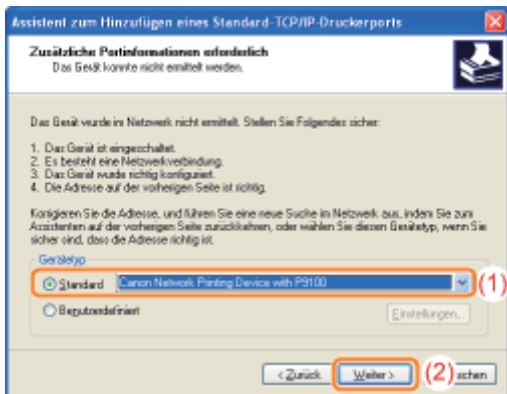 Assistent zum Hinzufügen eines Standard-TCP/IP-Druckerports
Zusätzliche Portinformationen erforderlich
Das Gerät konnte nicht ermittelt werden.
Das Gerät wurde im Netzwerk nicht ermittelt. Stellen Sie Folgendes sicher:
1. Das Gerät ist eingeschaltet.
2. Es besteht eine Netzwerkverbindung.
3. Das Gerät wurde richtig konfiguriert.
4. Die Adresse auf der vorherigen Seite ist richtig.
Korrigieren Sie die Adresse, und führen Sie eine neue Suche im Netzwerk aus, indem Sie zum
Assistenten auf der vorherigen Seite zurückkehren, oder wählen Sie diesen Gerätetyp, wenn Sie
sicher sind, dass die Adresse richtig ist.
Gerätetyp
Standard Canon Network Printing Device with P9100 (1)
Benutzerdefiniert Einstellungen...
< Zurück Weiter > (2) schen